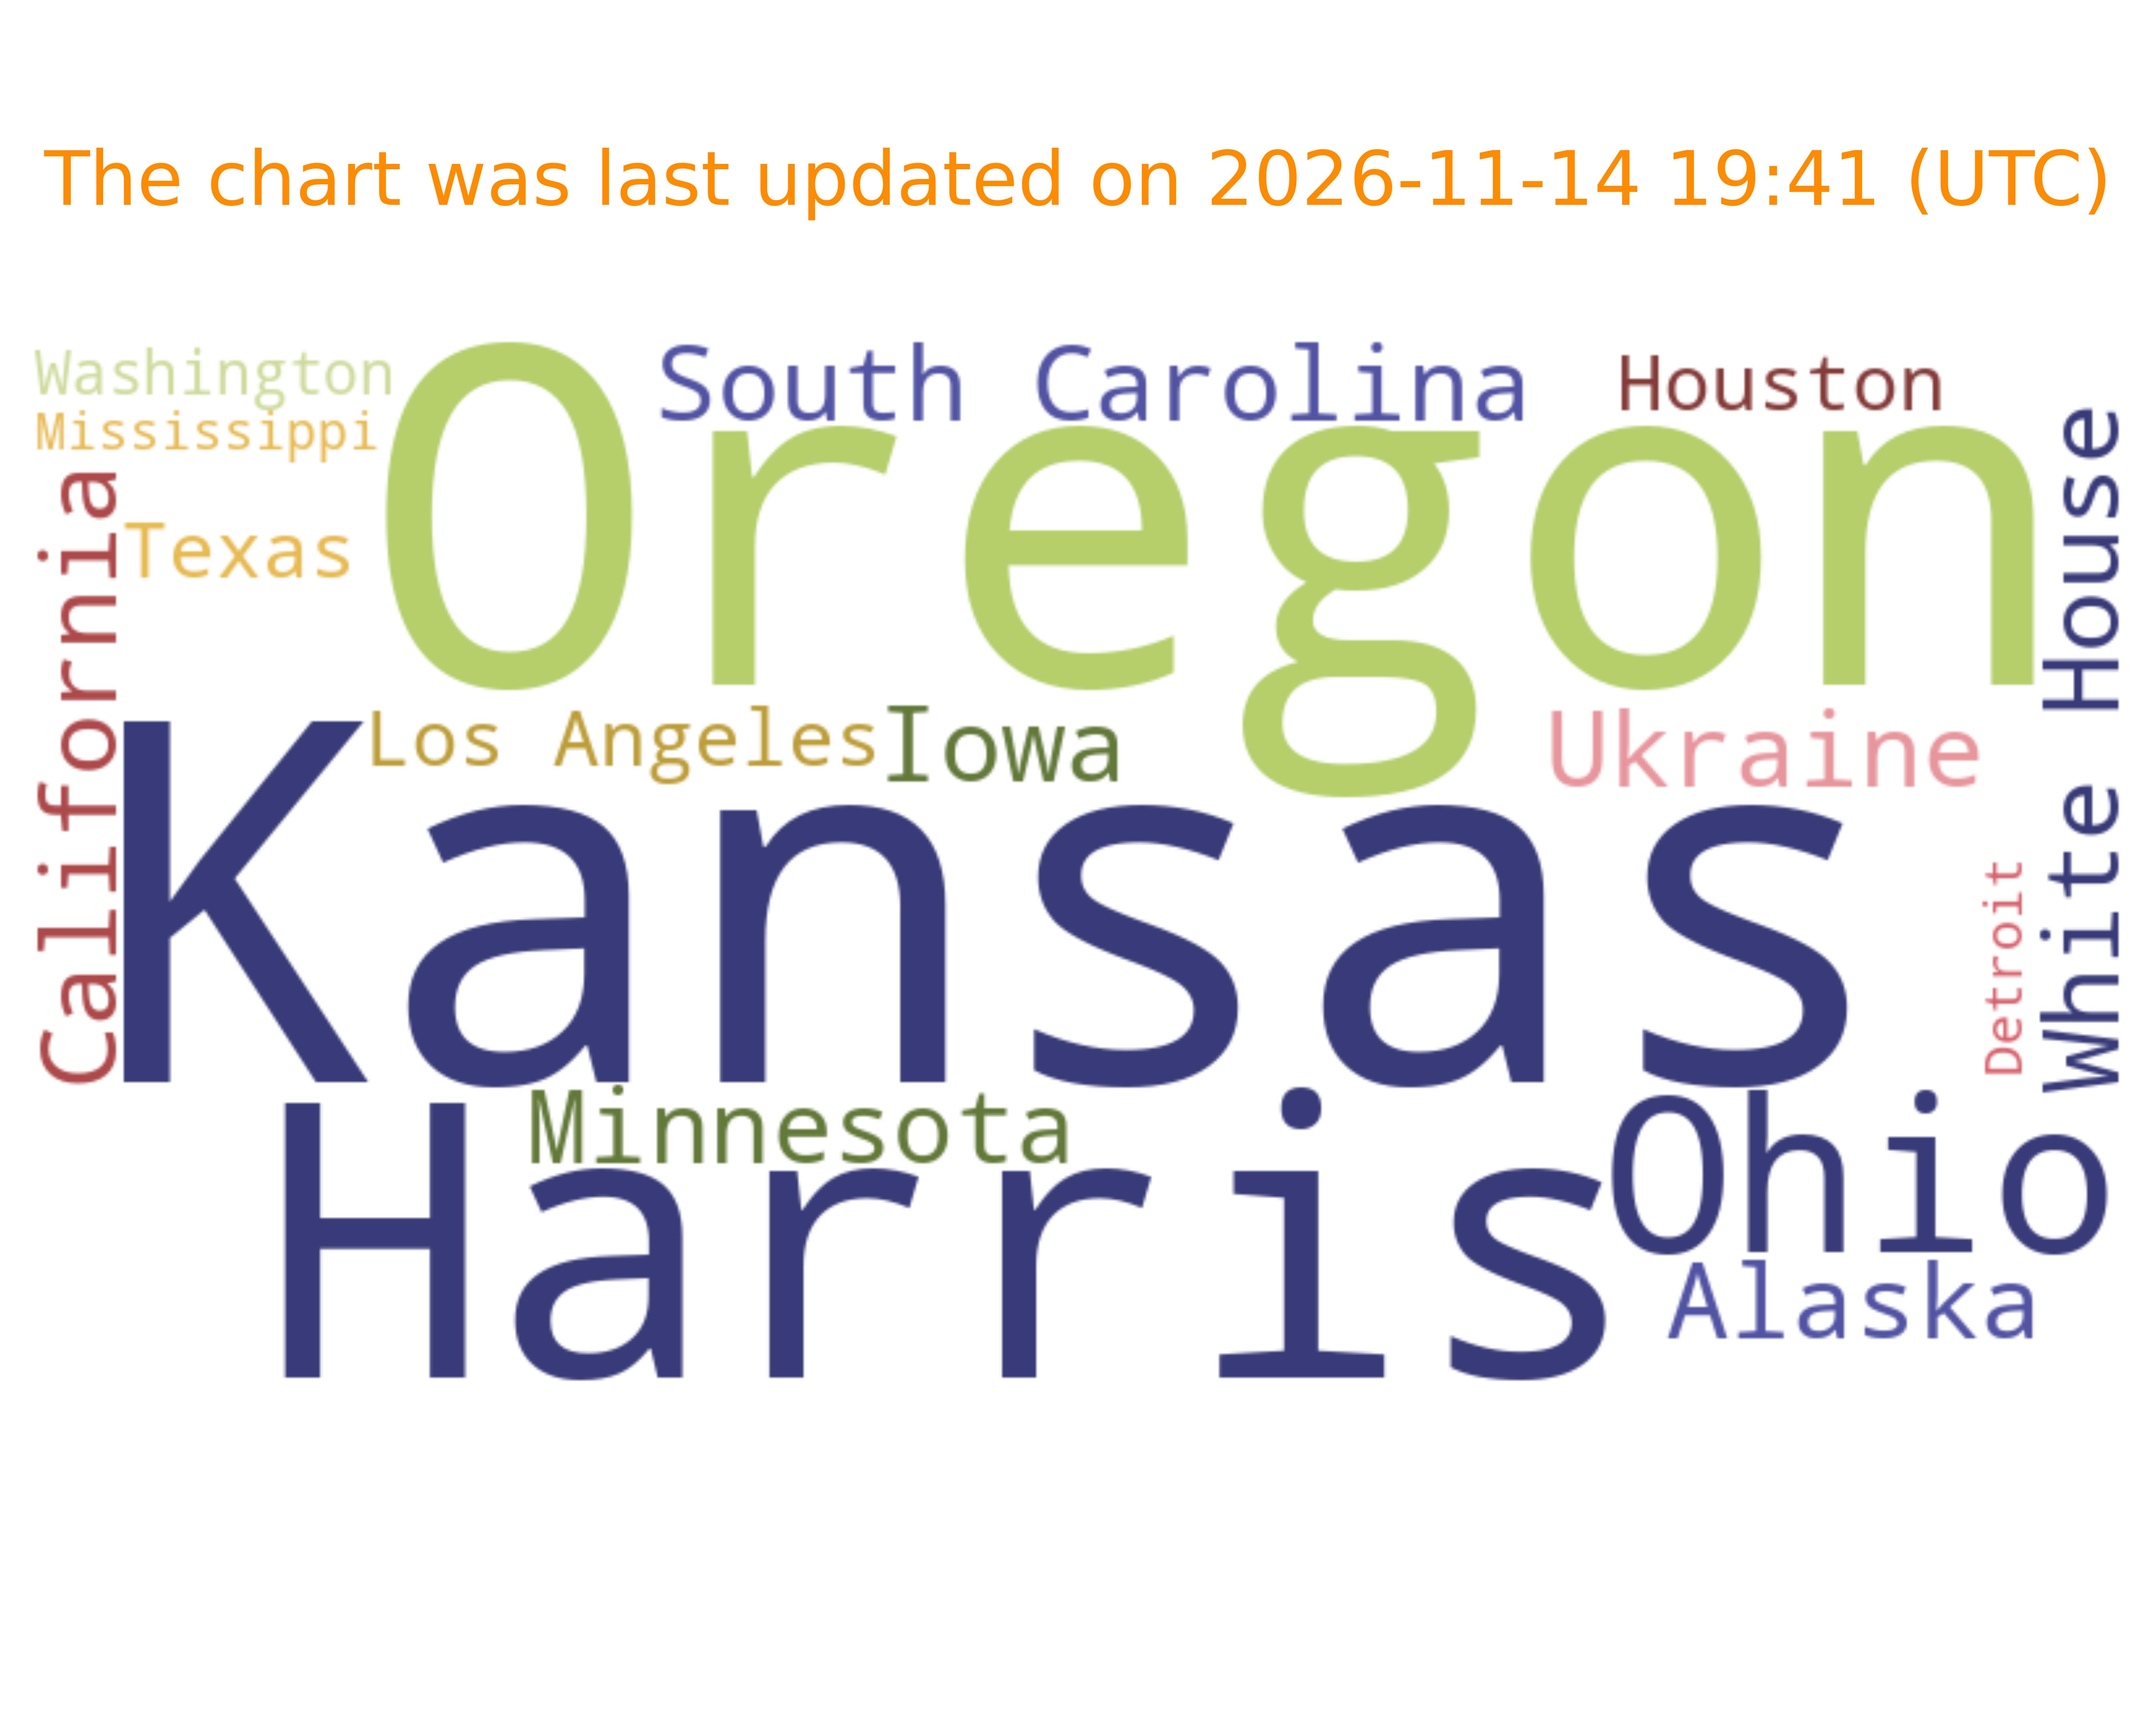 The chart was last updated on 2026-11-14 19:41 (UTC)
Washington
South Carolina
Houston
Mississippi
Oregon
White House
California
Texas
Los Angeles
Iowa
Ukraine
Kansas
Detroit
Minnesota
Harris
Ohio
Alaska